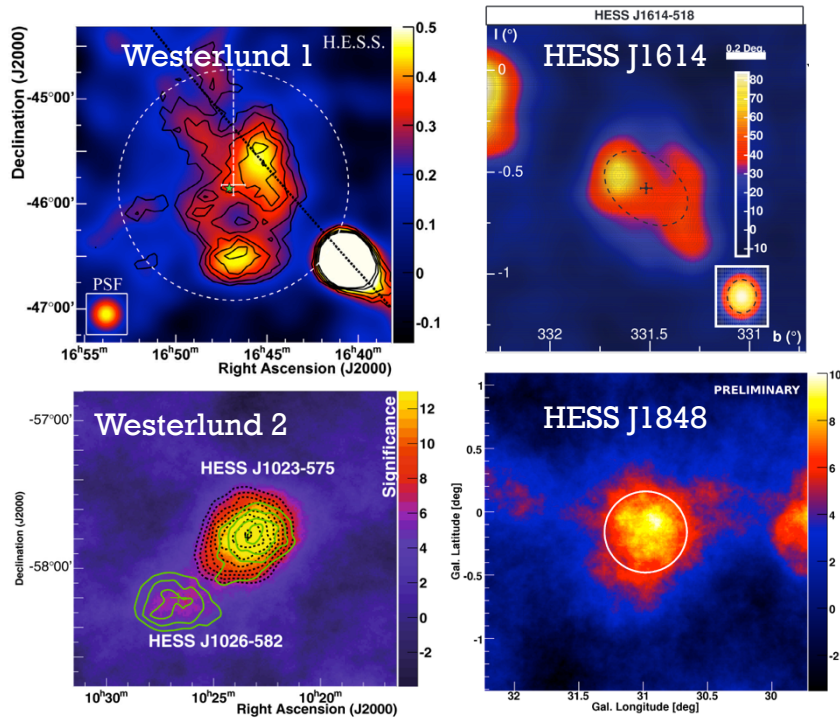 Westerlund 1
H.E.S.S.
Declination (J2000)
-45°00'
-46°00'
-47°00'
PSF
16h55m
16h50m
16h45m
16h40m
Right Ascension (J2000)
0.5
0.4
0.3
0.2
0.1
0
-0.1
HESS J1614-518
HESS J1614
l (°)
0.2 Deg.
0
-0.5
-1
80
70
60
50
40
30
20
10
0
-10
332
331.5
331
b (°)
Westerlund 2
-57°00'
-58°00'
Declination (J2000)
HESS J1023-575
HESS J1026-582
Significance
12
10
8
6
4
2
0
-2
10h30m
10h25m
10h20m
Right Ascension (J2000)
PRELIMINARY
HESS J1848
Gal. Latitude [deg]
1
0.5
0
-0.5
-1
32
31.5
31
30.5
30
Gal. Longitude [deg]
10
8
6
4
2
0
-2